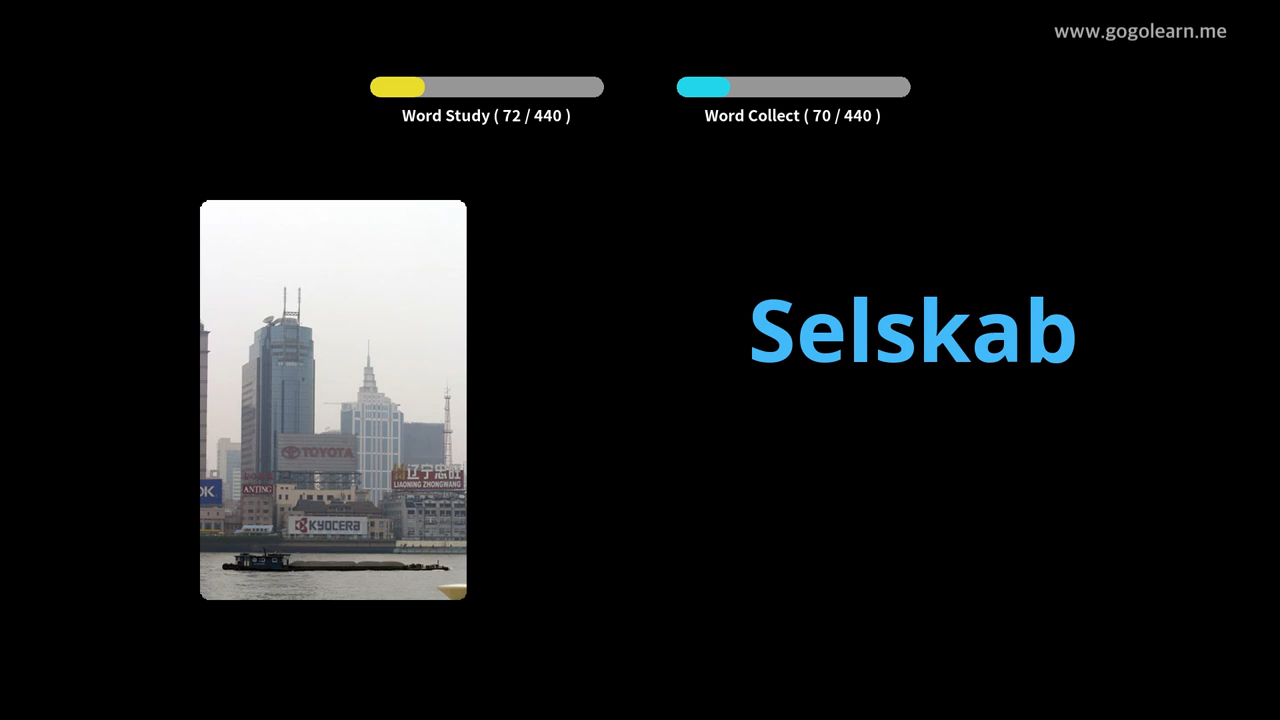 www.gogolearn.me
Word Study ( 72 / 440 )
Word Collect ( 70 / 440 )
Selskab
TOYOTA
辽宁忠旺
LIAONING ZHONGWANG
OK
ANTING
KYOCERA